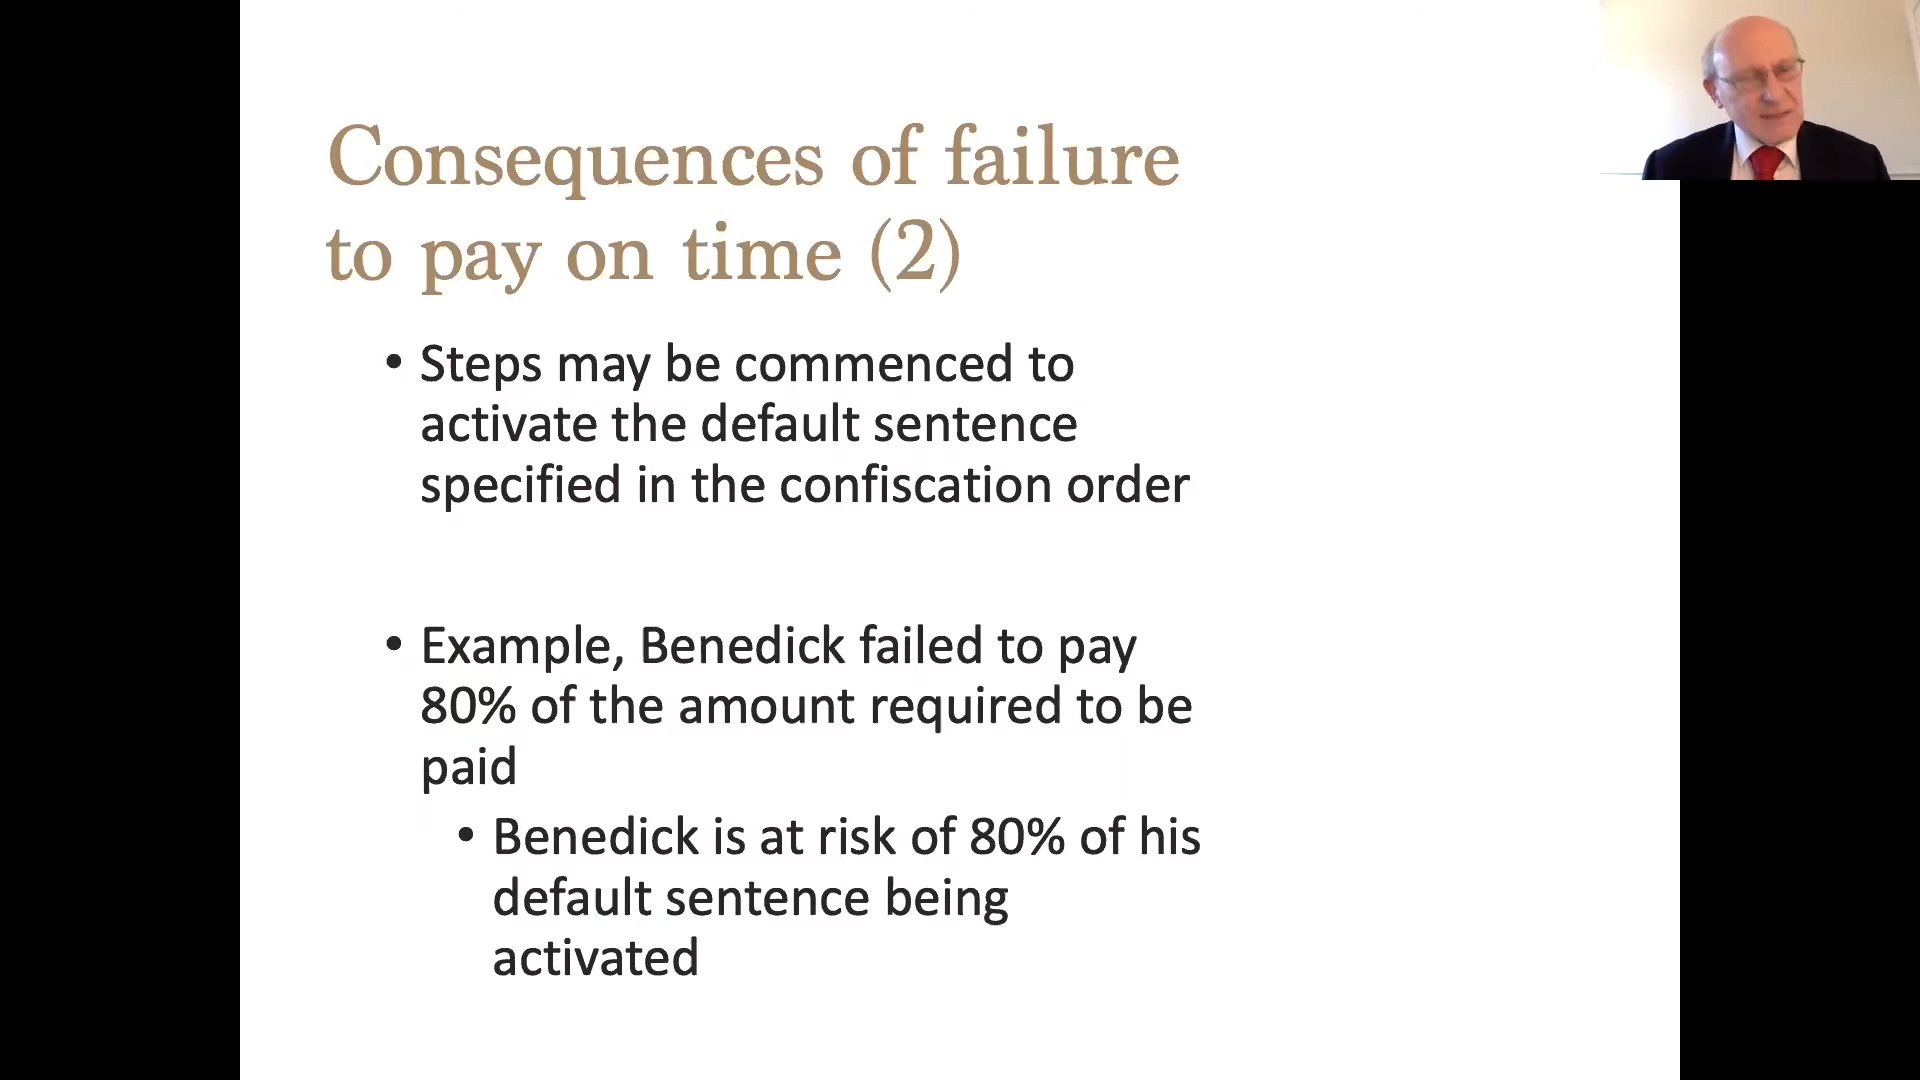 Consequences of failure
to pay on time (2)
• Steps may be commenced to
activate the default sentence
specified in the confiscation order
• Example, Benedick failed to pay
80% of the amount required to be
paid
• Benedick is at risk of 80% of his
default sentence being
activated